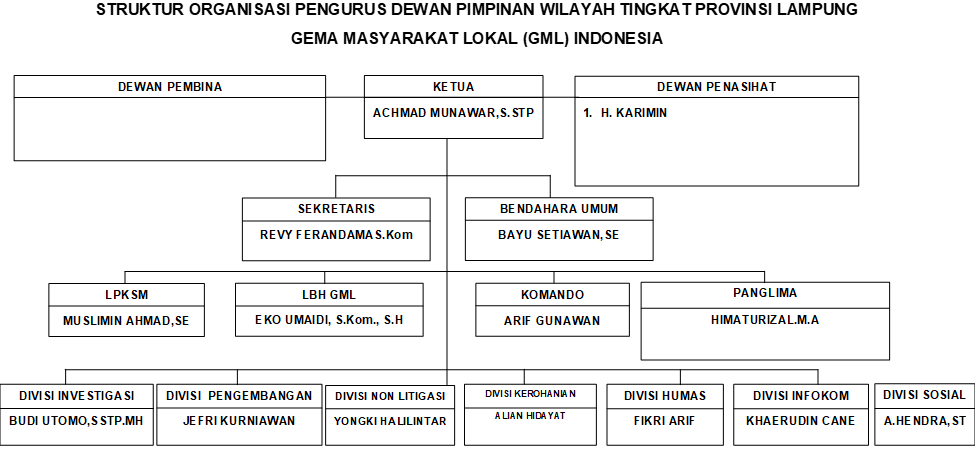 STRUKTUR ORGANISASI PENGURUS DEWAN PIMPINAN WILAYAH TINGKAT PROVINSI LAMPUNG
GEMA MASYARAKAT LOKAL (GML) INDONESIA
DEWAN PEMBINA
KETUA
ACHMAD MUNAWAR,S.STP
DEWAN PENASIHAT
1. H. KARIMIN
SEKRETARIS
REVY FERANDAMAS.Kom
BENDAHARA UMUM
BAYU SETIAWAN,SE
LPKSM
MUSLIMIN AHMAD,SE
LBH GML
EKO UMAIDI, S.Kom., S.H
KOMANDO
ARIF GUNAWAN
PANGLIMA
HIMATURIZAL.M.A
DIVISI INVESTIGASI
BUDI UTOMO,S STP.MH
DIVISI PENGEMBANGAN
JEFRI KURNIAWAN
DIVISI NON LITIGASI
YONGKI HALILINTAR
DIVISI KEROHANIAN
ALIAN HIDAYAT
DIVISI HUMAS
FIKRI ARIF
DIVISI INFOKOM
KHAERUDIN CANE
DIVISI SOSIAL
A.HENDRA, ST